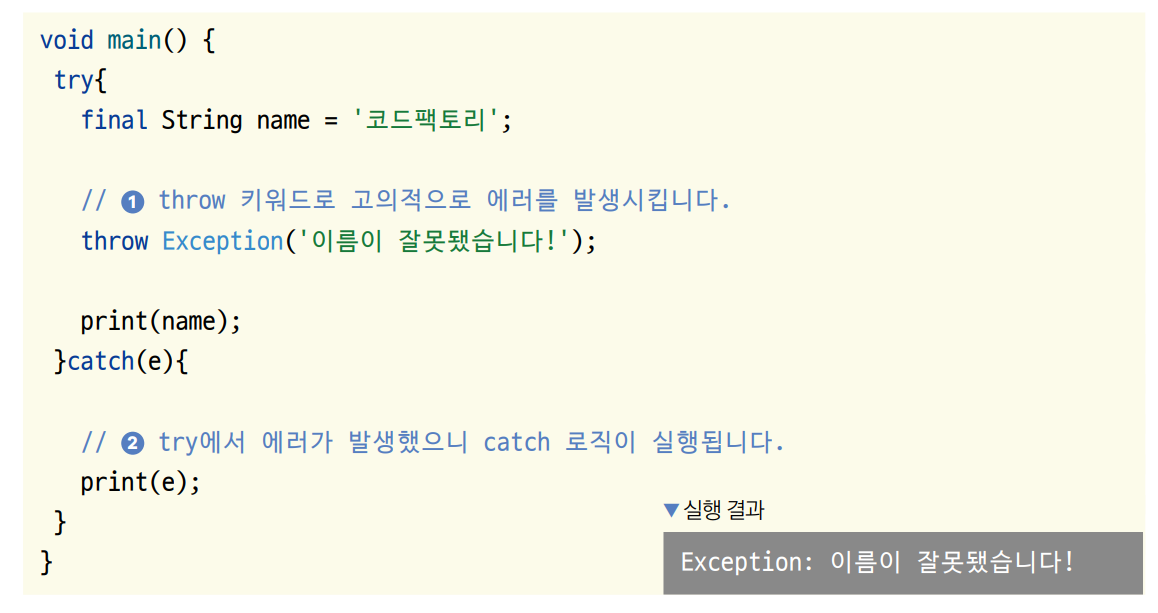 void main() {
try{
final String name = '코드팩토리';
// ❶ throw 키워드로 고의적으로 에러를 발생시킵니다.
throw Exception('이름이 잘못됐습니다!');
print(name);
}catch(e){
// ❷ try에서 에러가 발생했으니 catch 로직이 실행됩니다.
print(e);
}
}
▼실행 결과
Exception: 이름이 잘못됐습니다!